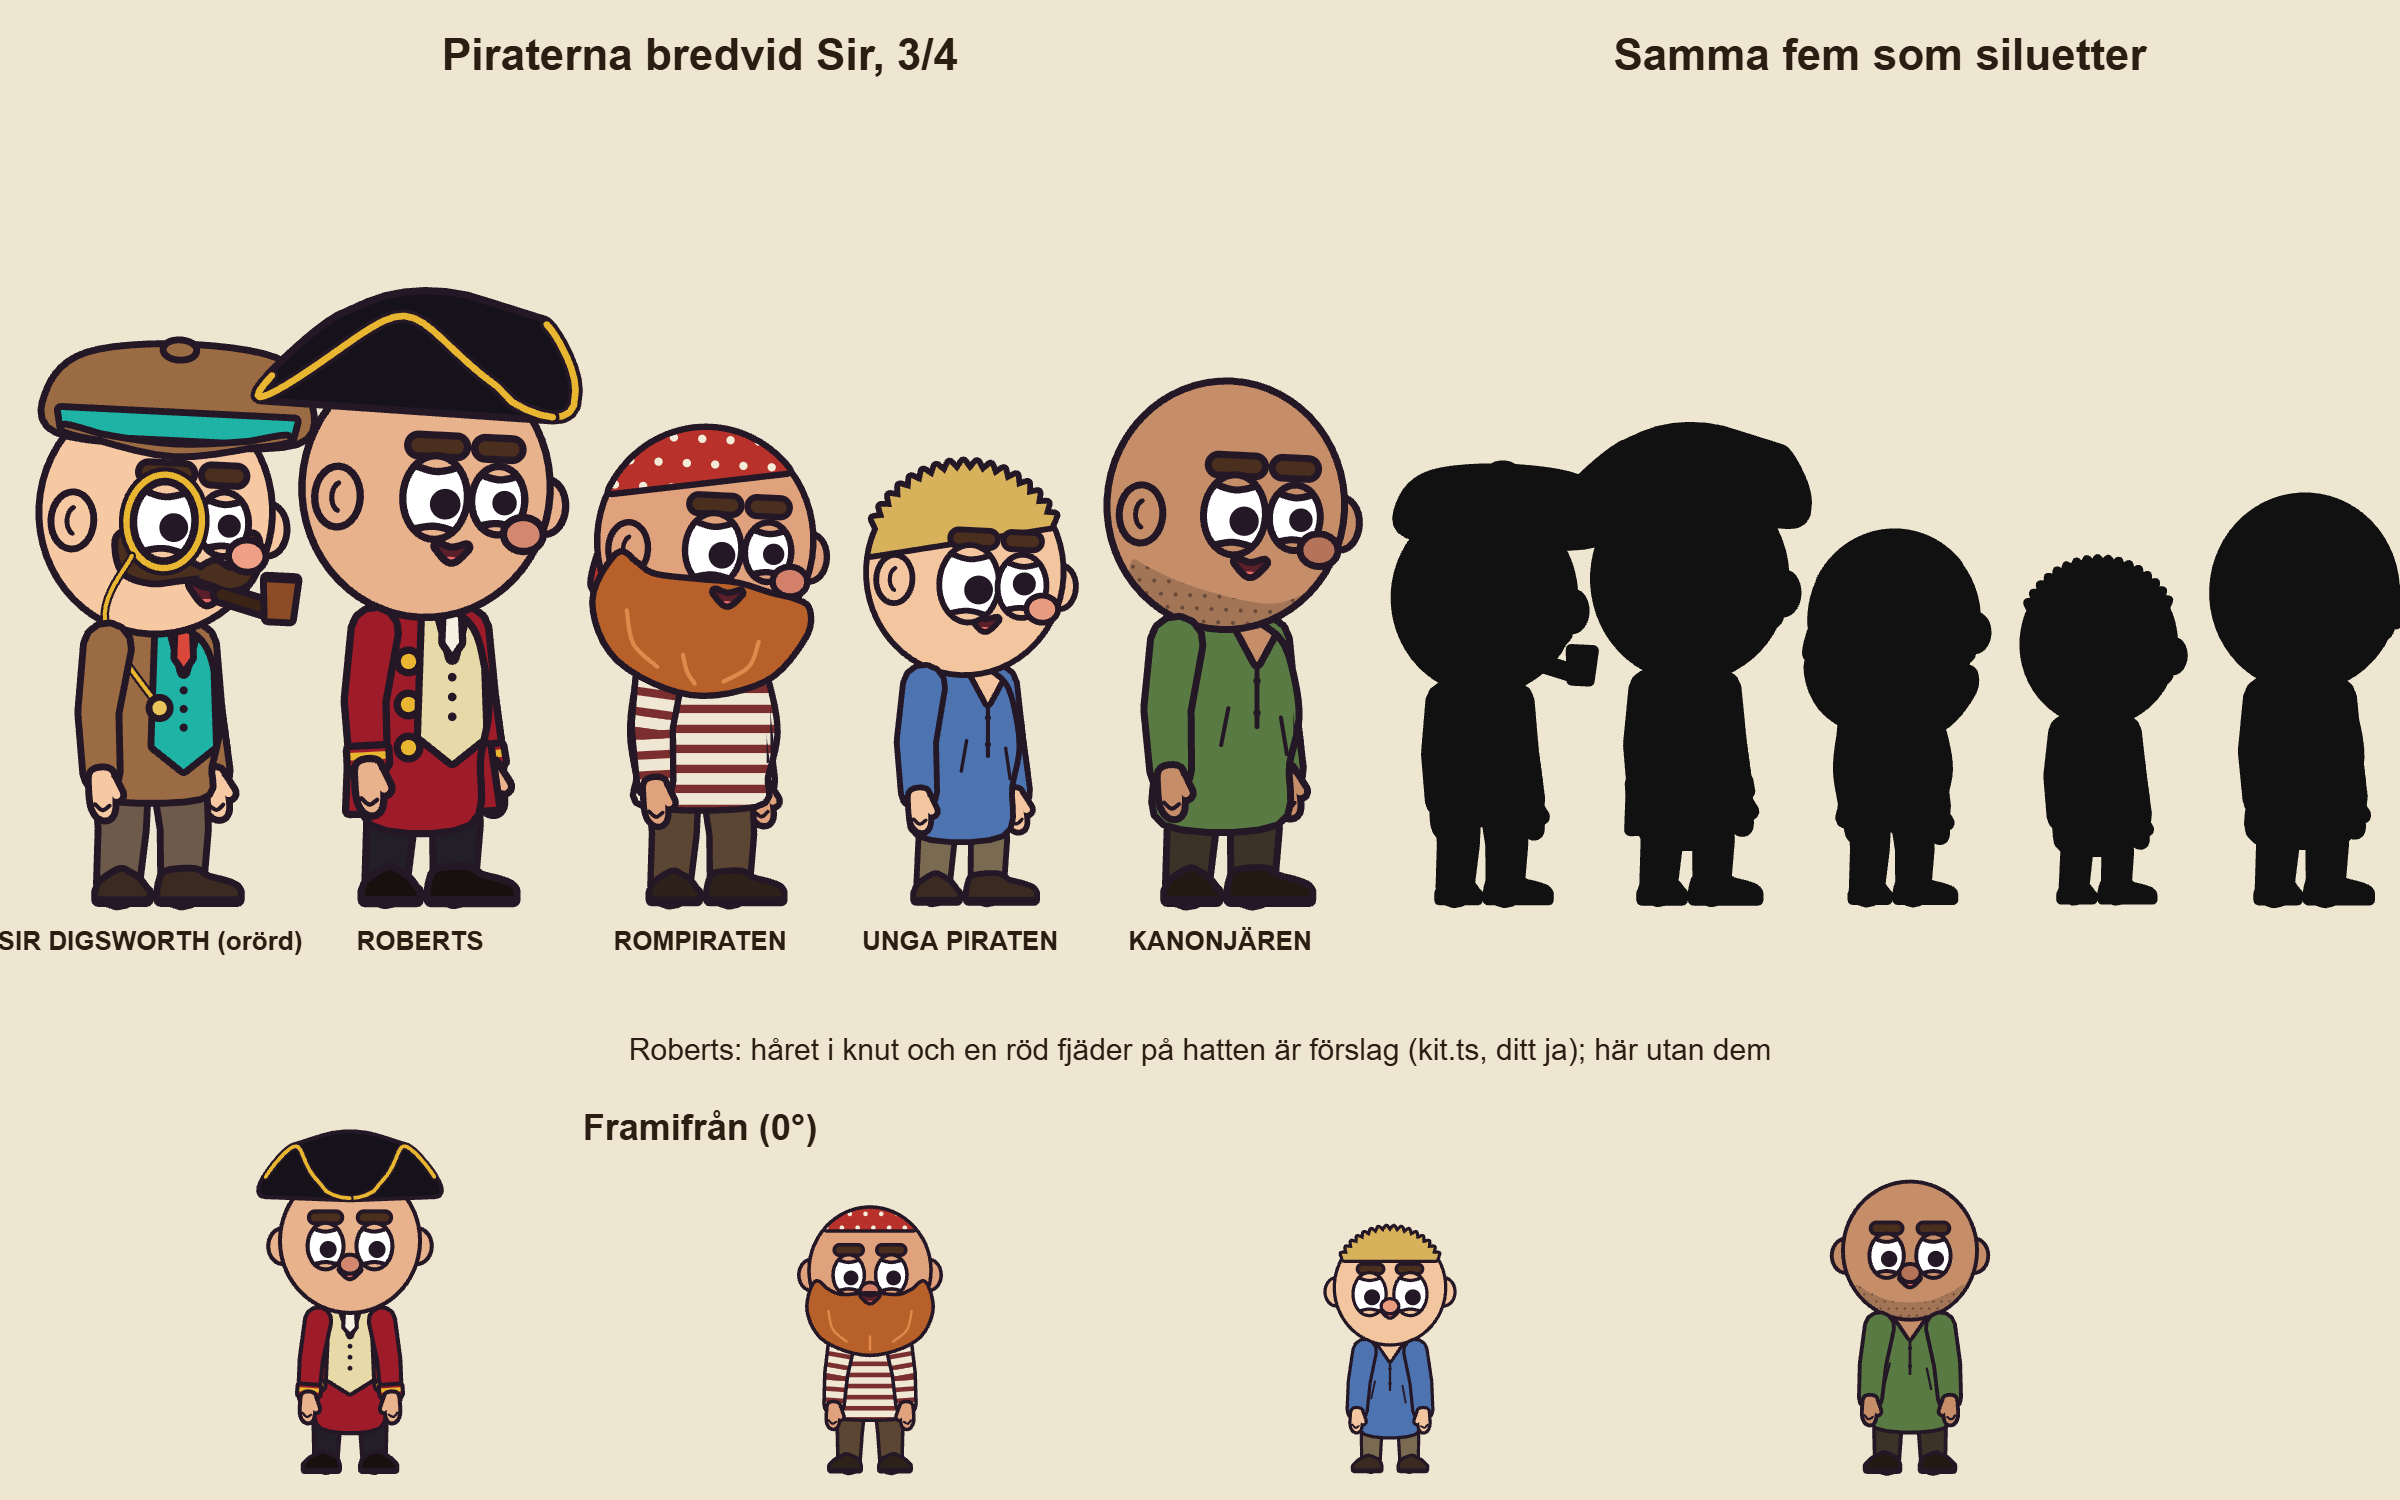 Piraterna bredvid Sir, 3/4
Samma fem som siluetter
SIR DIGSWORTH (orörd)
ROBERTS
ROMPIRATEN
UNGA PIRATEN
KANONJÄREN
Roberts: håret i knut och en röd fjäder på hatten är förslag (kit.ts, ditt ja); här utan dem
Framifrån (0°)